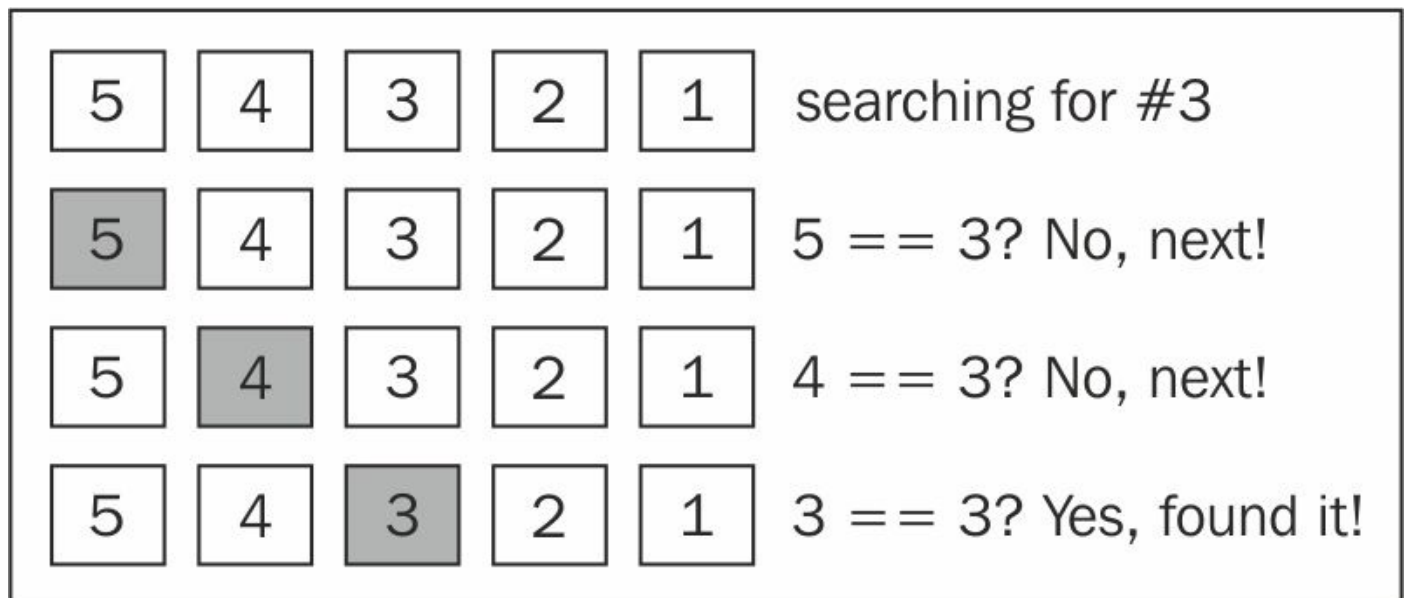 5 4 3 2 1 searching for #3
5 4 3 2 1 5 == 3? No, next!
5 4 3 2 1 4 == 3? No, next!
5 4 3 2 1 3 == 3? Yes, found it!